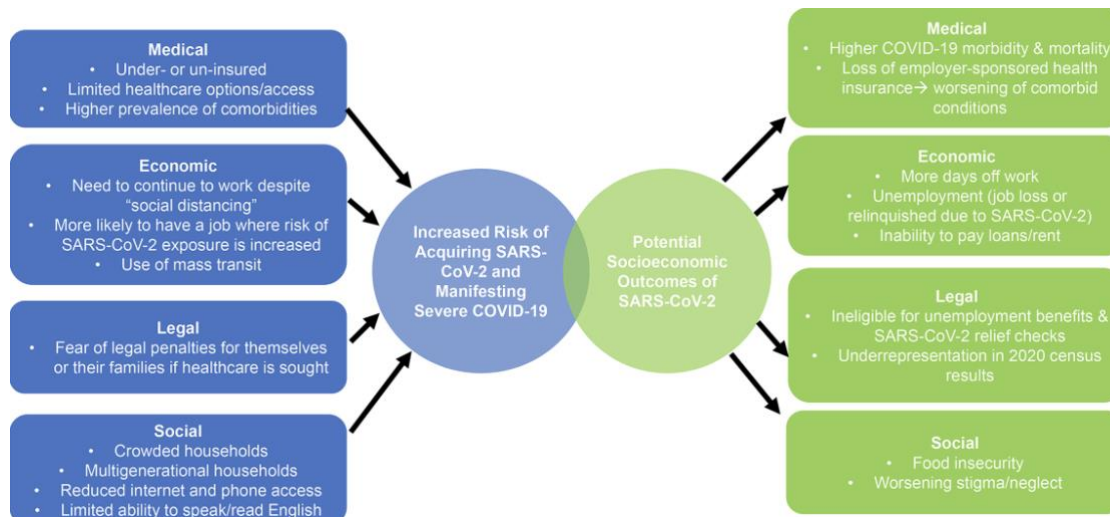 Medical
• Under- or un-insured
• Limited healthcare options/access
• Higher prevalence of comorbidities
Economic
• Need to continue to work despite
"social distancing"
• More likely to have a job where risk of
SARS-CoV-2 exposure is increased
• Use of mass transit
Legal
• Fear of legal penalties for themselves
or their families if healthcare is sought
Social
• Crowded households
• Multigenerational households
• Reduced internet and phone access
• Limited ability to speak/read English
Increased Risk of
Acquiring SARS-
CoV-2 and
Manifesting
Severe COVID-19
Potential
Socioeconomic
Outcomes of
SARS-CoV-2
Medical
• Higher COVID-19 morbidity & mortality
• Loss of employer-sponsored health
insurance→ worsening of comorbid
conditions
Economic
• More days off work
• Unemployment (job loss or
relinquished due to SARS-CoV-2)
• Inability to pay loans/rent
Legal
• Ineligible for unemployment benefits &
SARS-CoV-2 relief checks
• Underrepresentation in 2020 census
results
Social
• Food insecurity
• Worsening stigma/neglect